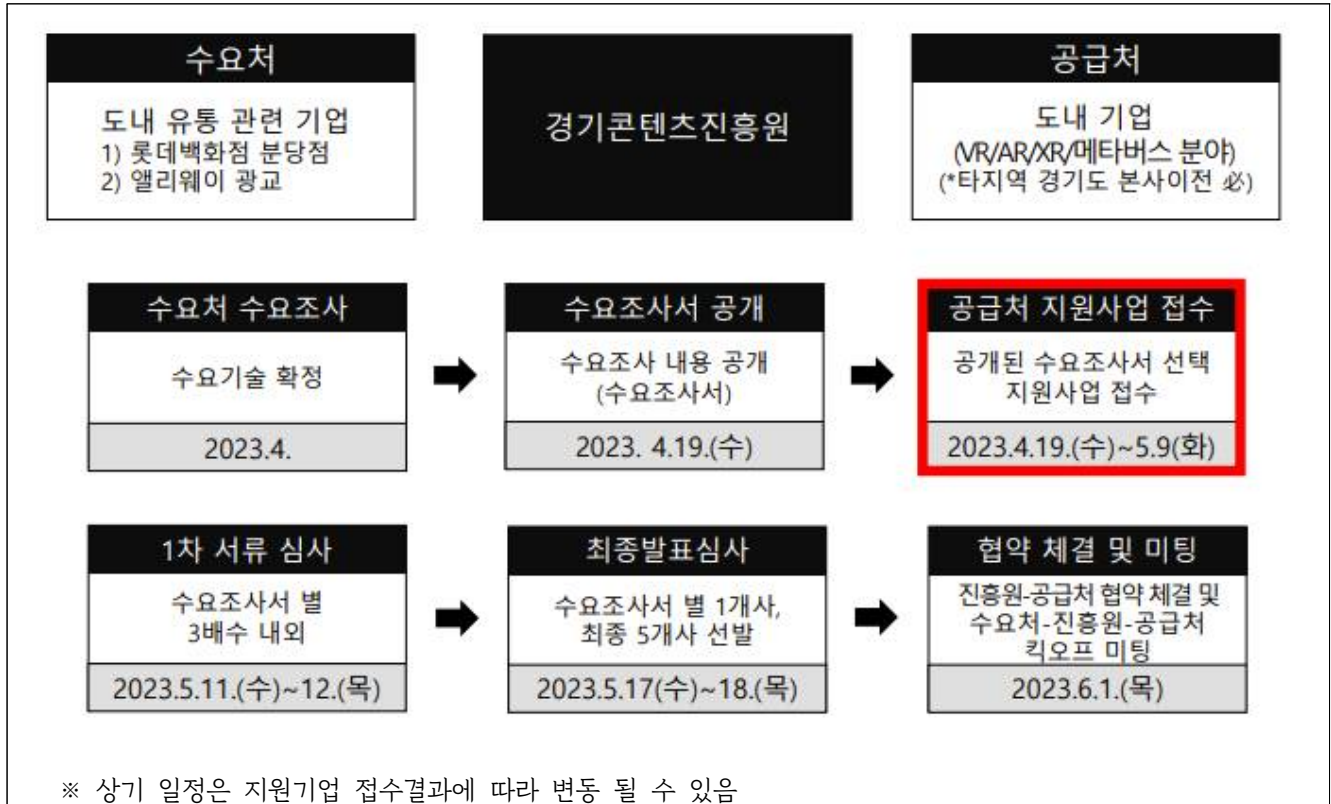 수요처
도내 유통 관련 기업
1) 롯데백화점 분당점
2) 앨리웨이 광교
경기콘텐츠진흥원
공급처
도내 기업
(VR/AR/XR/메타버스 분야)
(*타지역 경기도 본사이전 必)
수요처 수요조사
수요기술 확정
2023.4.
수요조사서 공개
수요조사 내용 공개
(수요조사서)
2023. 4.19.(수)
공급처 지원사업 접수
공개된 수요조사서 선택
지원사업 접수
2023.4.19.(수)~5.9(화)
1차 서류 심사
수요조사서 별
3배수 내외
2023.5.11.(수)~12.(목)
최종발표심사
수요조사서 별 1개사,
최종 5개사 선발
2023.5.17(수)~18.(목)
협약 체결 및 미팅
진흥원-공급처 협약 체결 및
수요처-진흥원-공급처
킥오프 미팅
2023.6.1.(목)
※ 상기 일정은 지원기업 접수결과에 따라 변동 될 수 있음